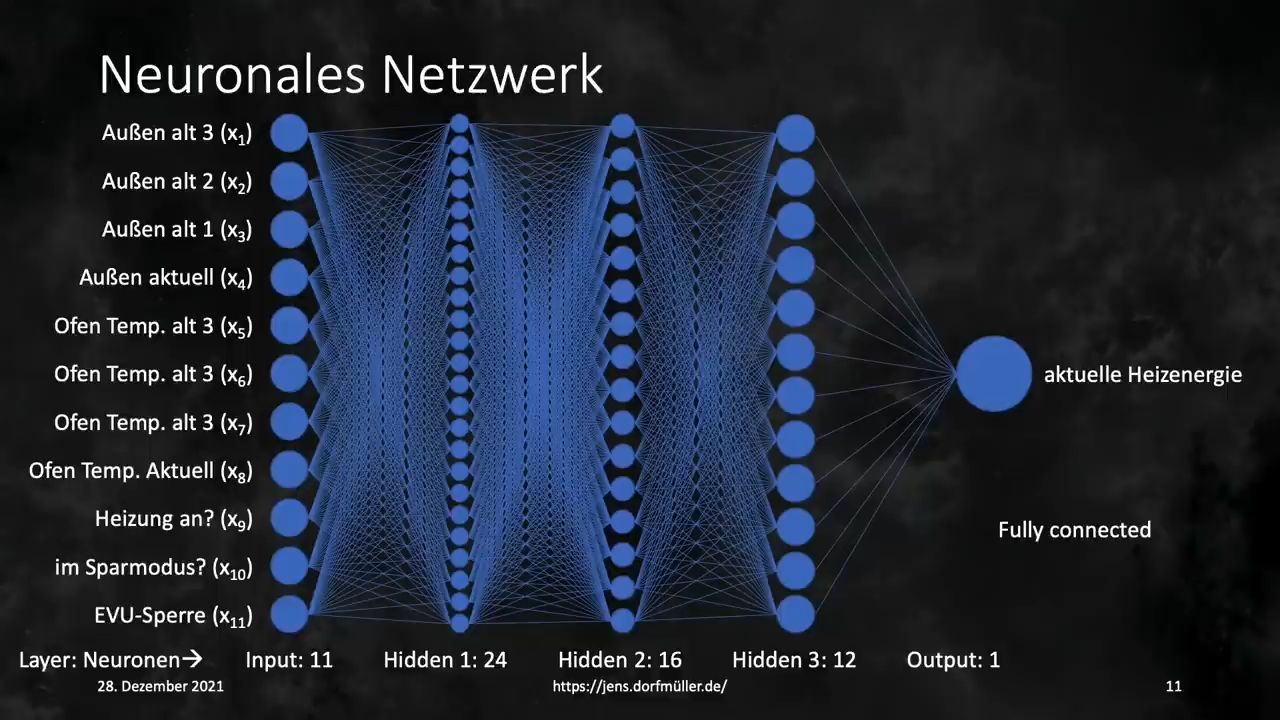 Neuronales Netzwerk
Außen alt 3 (x₁)
Außen alt 2 (x₂)
Außen alt 1 (x₃)
Außen aktuell (x₄)
Ofen Temp. alt 3 (x₅)
Ofen Temp. alt 3 (x₆)
Ofen Temp. alt 3 (x₇)
Ofen Temp. Aktuell (x₈)
Heizung an? (x₉)
im Sparmodus? (x₁₀)
EVU-Sperre (x₁₁)
aktuelle Heizenergie
Fully connected
Layer: Neuronen→ Input: 11 Hidden 1: 24 Hidden 2: 16 Hidden 3: 12 Output: 1
28. Dezember 2021 https://jens.dorfmüller.de/ 11